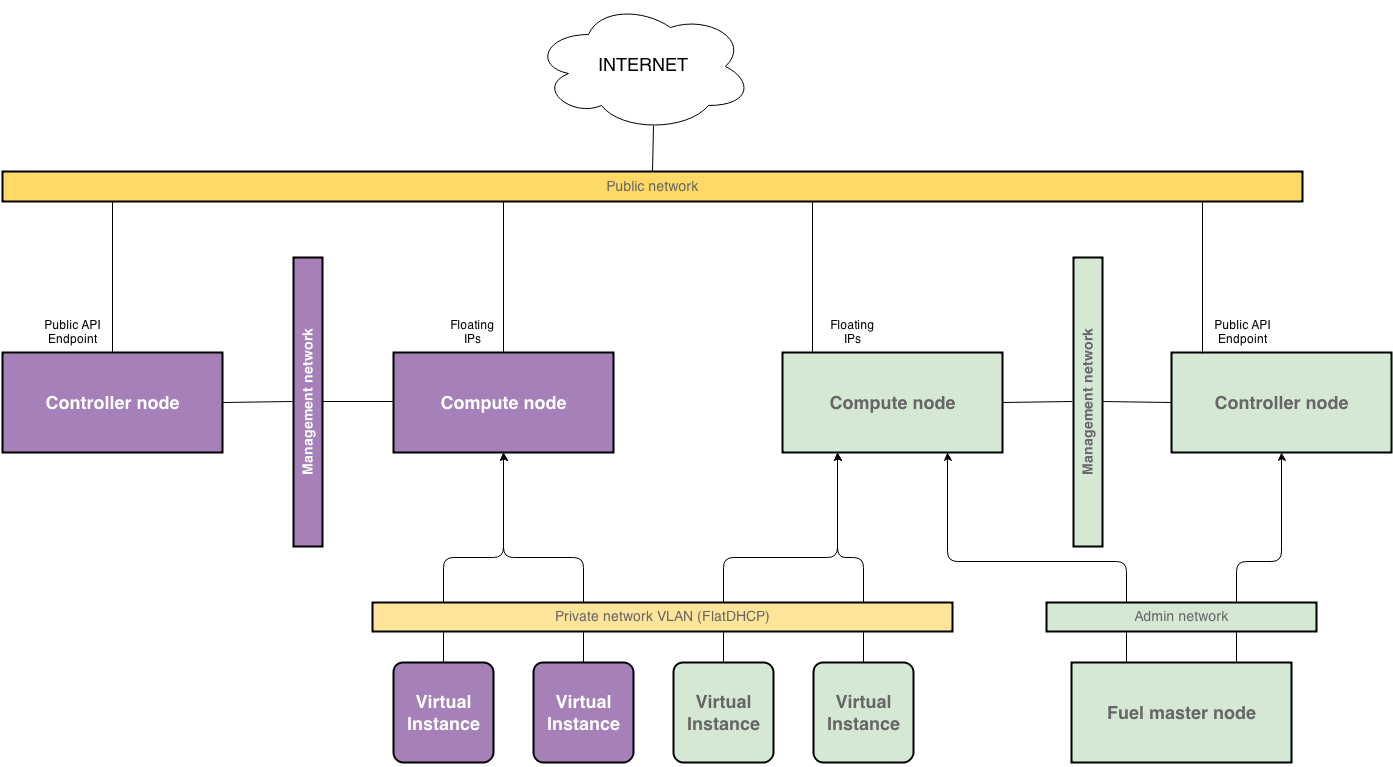 INTERNET
Public network
Public API
Endpoint
Floating
IPs
Floating
IPs
Public API
Endpoint
Controller node
Management network
Compute node
Compute node
Management network
Controller node
Private network VLAN (FlatDHCP)
Admin network
Virtual
Instance
Virtual
Instance
Virtual
Instance
Virtual
Instance
Fuel master node